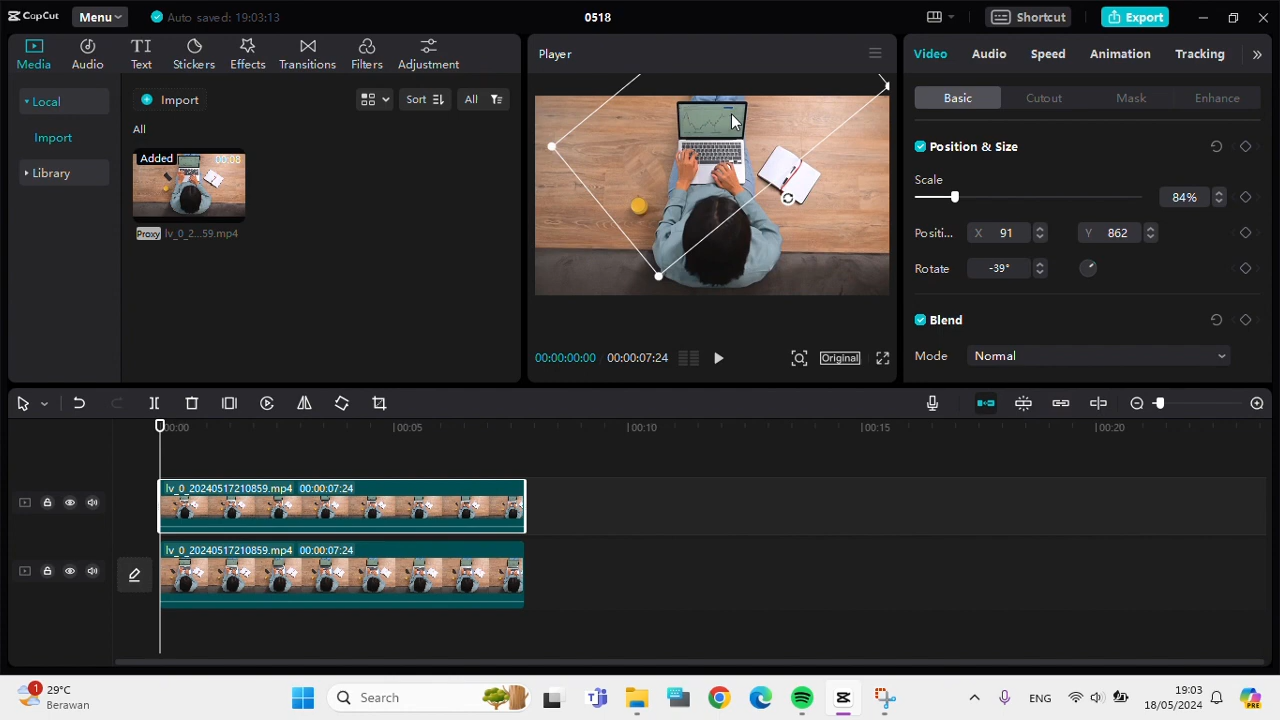 CapCut
Menu
Auto saved: 19:03:13
0518
Shortcut
Export
Media
Audio
Text
Stickers
Effects
Transitions
Filters
Adjustment
Local
Import
Library
Import
Sort
All
All
Added
00:08
Proxy
lv_0_2...59.mp4
Player
00:00:00:00
00:00:07:24
Original
Video
Audio
Speed
Animation
Tracking
Basic
Cutout
Mask
Enhance
Position & Size
Scale
84%
Positi...
X 91
Y 862
Rotate
-39°
Blend
Mode
Normal
00:00
00:05
00:10
00:15
00:20
lv_0_20240517210859.mp4 00:00:07:24
lv_0_20240517210859.mp4 00:00:07:24
1
29°C
Berawan
Search
ENG
19:03
18/05/2024
PRE